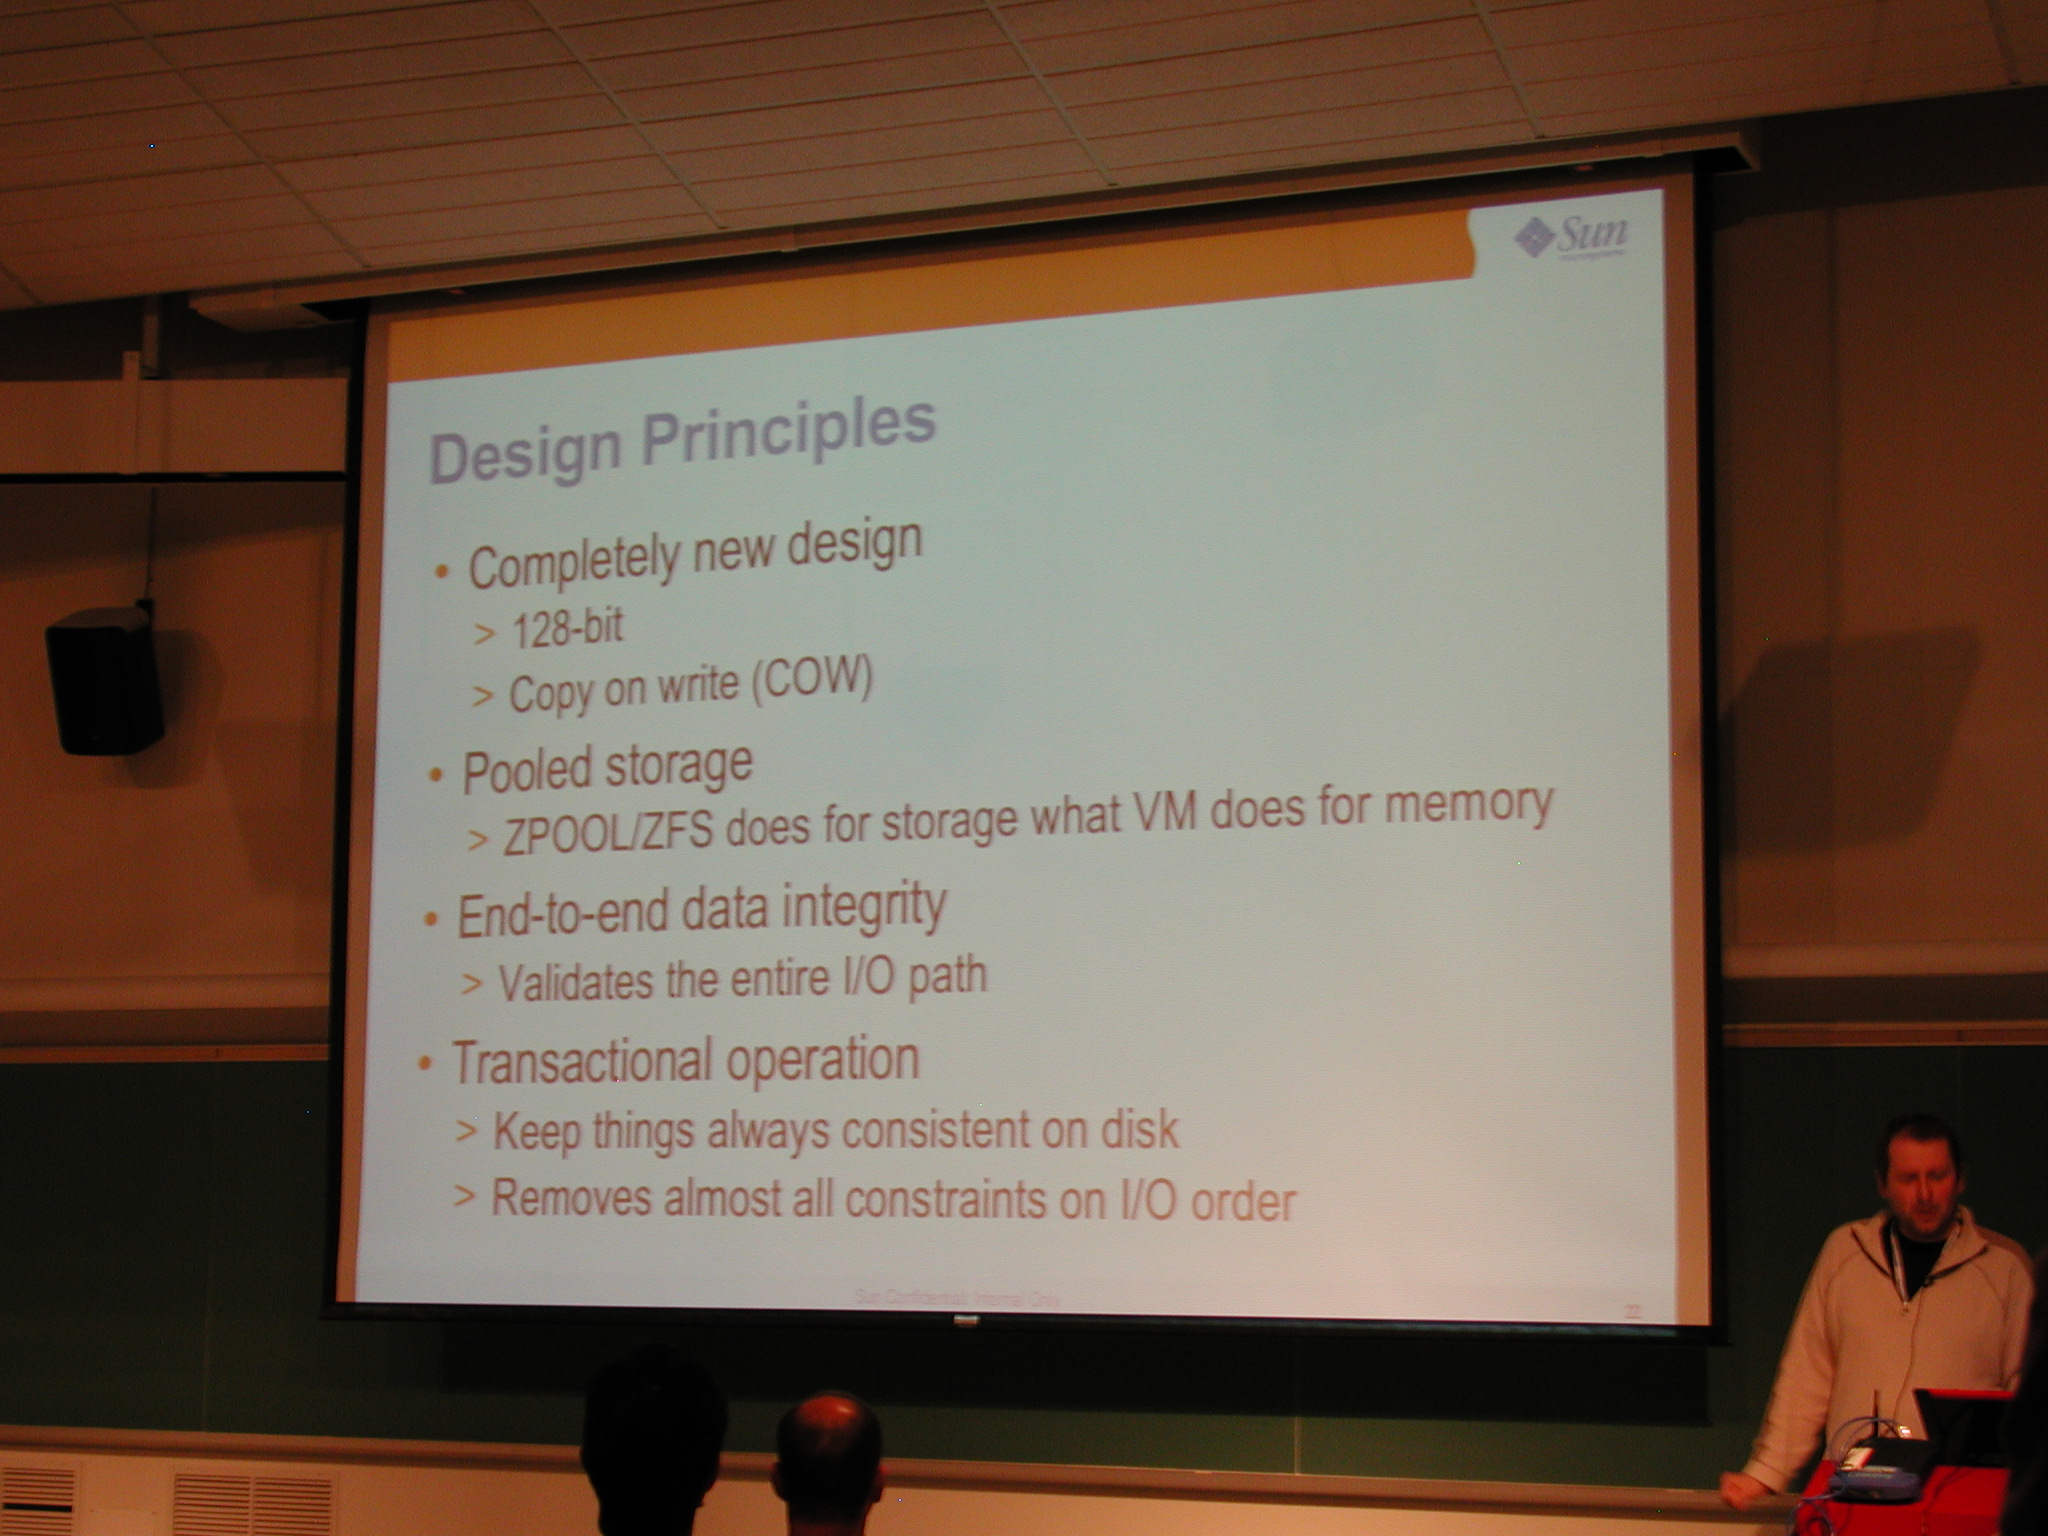 Sun
microsystems
Design Principles
• Completely new design
> 128-bit
> Copy on write (COW)
• Pooled storage
> ZPOOL/ZFS does for storage what VM does for memory
• End-to-end data integrity
> Validates the entire I/O path
• Transactional operation
> Keep things always consistent on disk
> Removes almost all constraints on I/O order
Sun Confidential: Internal Only
22